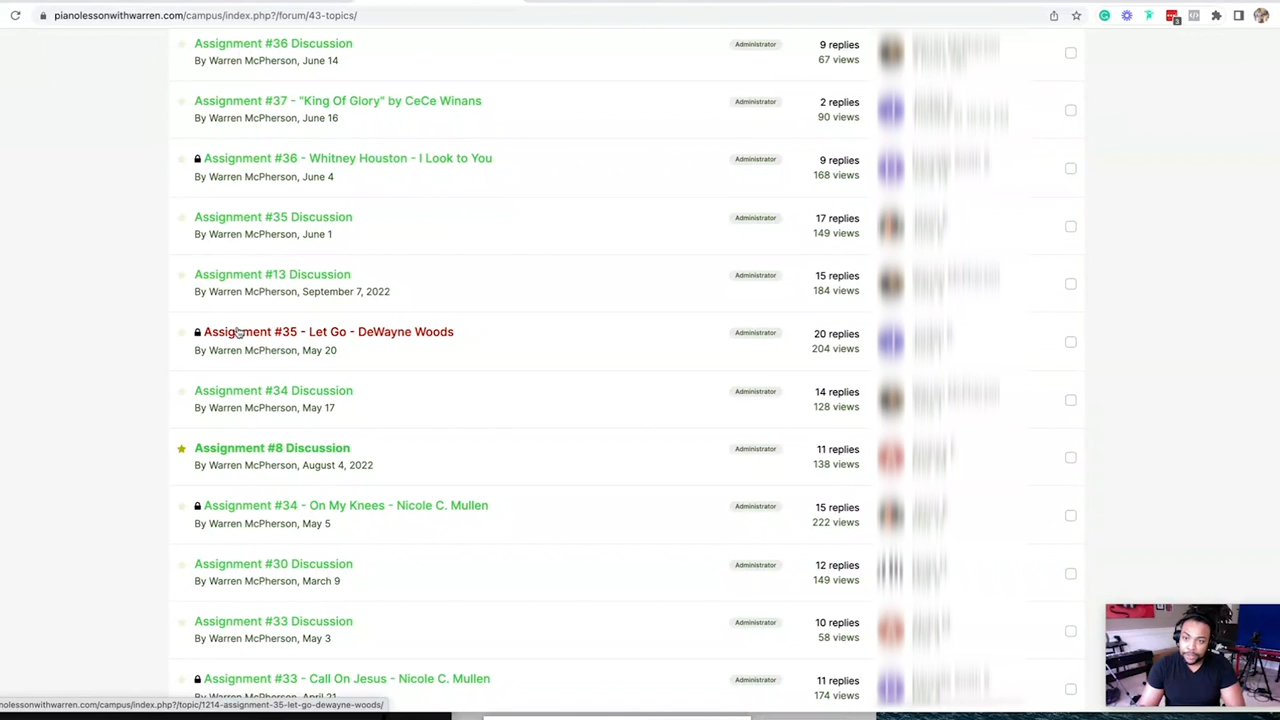 pianolessonwithwarren.com/campus/index.php?/forum/43-topics/
3
Assignment #36 Discussion
By Warren McPherson, June 14
Administrator
9 replies
67 views
Assignment #37 - "King Of Glory" by CeCe Winans
By Warren McPherson, June 16
Administrator
2 replies
90 views
Assignment #36 - Whitney Houston - I Look to You
By Warren McPherson, June 4
Administrator
9 replies
168 views
Assignment #35 Discussion
By Warren McPherson, June 1
Administrator
17 replies
149 views
Assignment #13 Discussion
By Warren McPherson, September 7, 2022
Administrator
15 replies
184 views
Assignment #35 - Let Go - DeWayne Woods
By Warren McPherson, May 20
Administrator
20 replies
204 views
Assignment #34 Discussion
By Warren McPherson, May 17
Administrator
14 replies
128 views
Assignment #8 Discussion
By Warren McPherson, August 4, 2022
Administrator
11 replies
138 views
Assignment #34 - On My Knees - Nicole C. Mullen
By Warren McPherson, May 5
Administrator
15 replies
222 views
Assignment #30 Discussion
By Warren McPherson, March 9
Administrator
12 replies
149 views
Assignment #33 Discussion
By Warren McPherson, May 3
Administrator
10 replies
58 views
Assignment #33 - Call On Jesus - Nicole C. Mullen
By Warren McPherson, April 21
Administrator
11 replies
174 views
nolessonwithwarren.com/campus/index.php?/topic/1214-assignment-35-let-go-dewayne-woods/